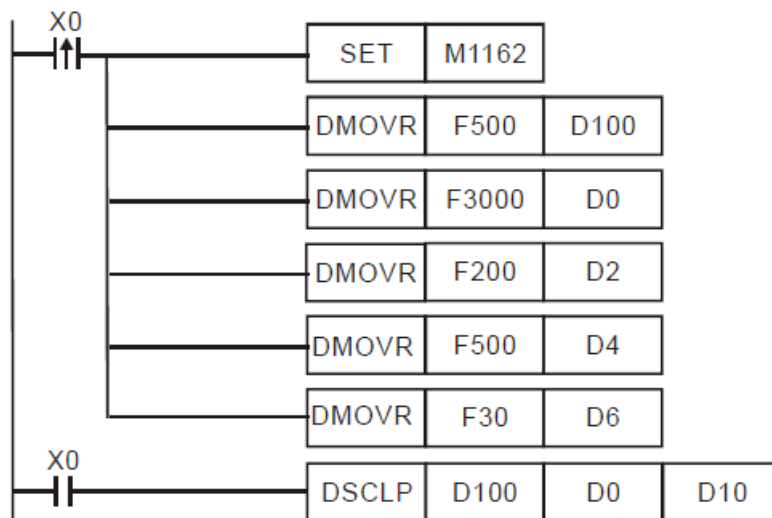 X0
SET M1162
DMOVR F500 D100
DMOVR F3000 D0
DMOVR F200 D2
DMOVR F500 D4
DMOVR F30 D6
X0
DSCLP D100 D0 D10